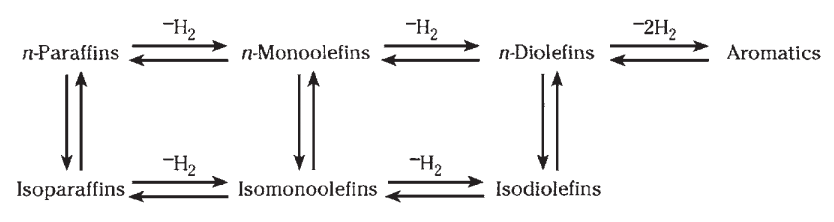 ⁻H₂ ⁻H₂ ⁻2H₂
n-Paraffins n-Monoolefins n-Diolefins Aromatics
⁻H₂ ⁻H₂
Isoparaffins Isomonoolefins Isodiolefins